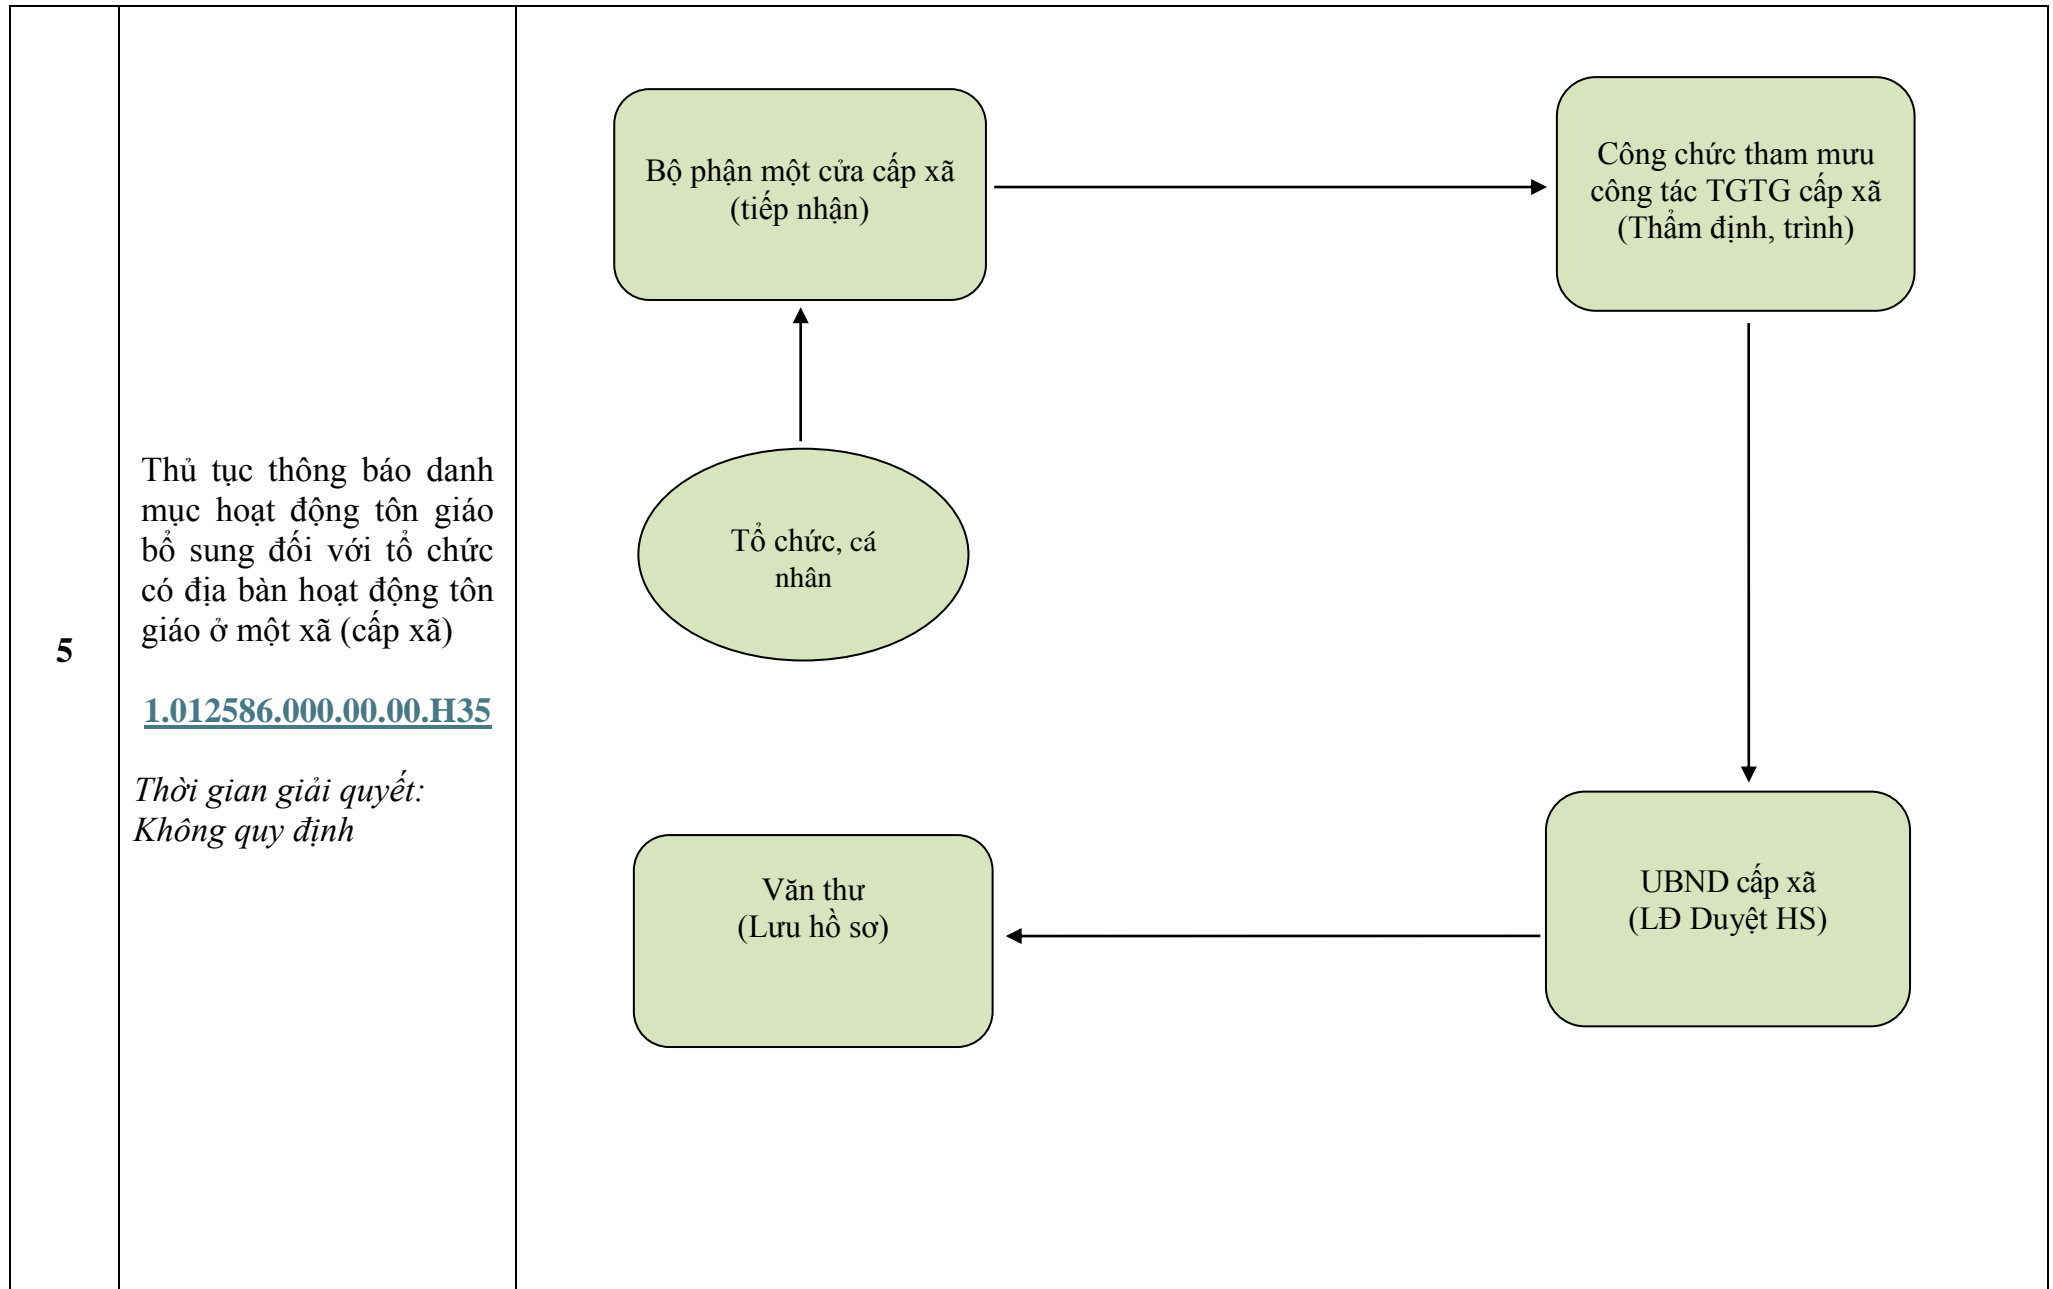 5
Thủ tục thông báo danh
mục hoạt động tôn giáo
bổ sung đối với tổ chức
có địa bàn hoạt động tôn
giáo ở một xã (cấp xã)
1.012586.000.00.00.H35
Thời gian giải quyết:
Không quy định
Bộ phận một cửa cấp xã
(tiếp nhận)
Công chức tham mưu
công tác TGTG cấp xã
(Thẩm định, trình)
Tổ chức, cá
nhân
Văn thư
(Lưu hồ sơ)
UBND cấp xã
(LĐ Duyệt HS)